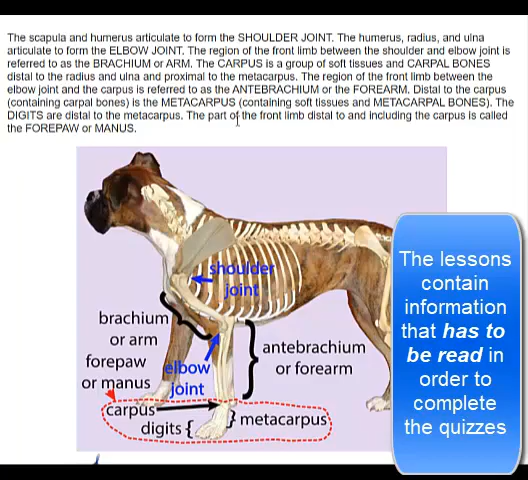 The scapula and humerus articulate to form the SHOULDER JOINT. The humerus, radius, and ulna
articulate to form the ELBOW JOINT. The region of the front limb between the shoulder and elbow joint is
referred to as the BRACHIUM or ARM. The CARPUS is a group of soft tissues and CARPAL BONES
distal to the radius and ulna and proximal to the metacarpus. The region of the front limb between the
elbow joint and the carpus is referred to as the ANTEBRACHIUM or the FOREARM. Distal to the carpus
(containing carpal bones) is the METACARPUS (containing soft tissues and METACARPAL BONES). The
DIGITS are distal to the metacarpus. The part of the front limb distal to and including the carpus is called
the FOREPAW or MANUS.
shoulder
joint
brachium
or arm
forepaw
or manus
elbow
joint
antebrachium
or forearm
carpus
digits
metacarpus
The lessons
contain
information
that has to
be read in
order to
complete
the quizzes